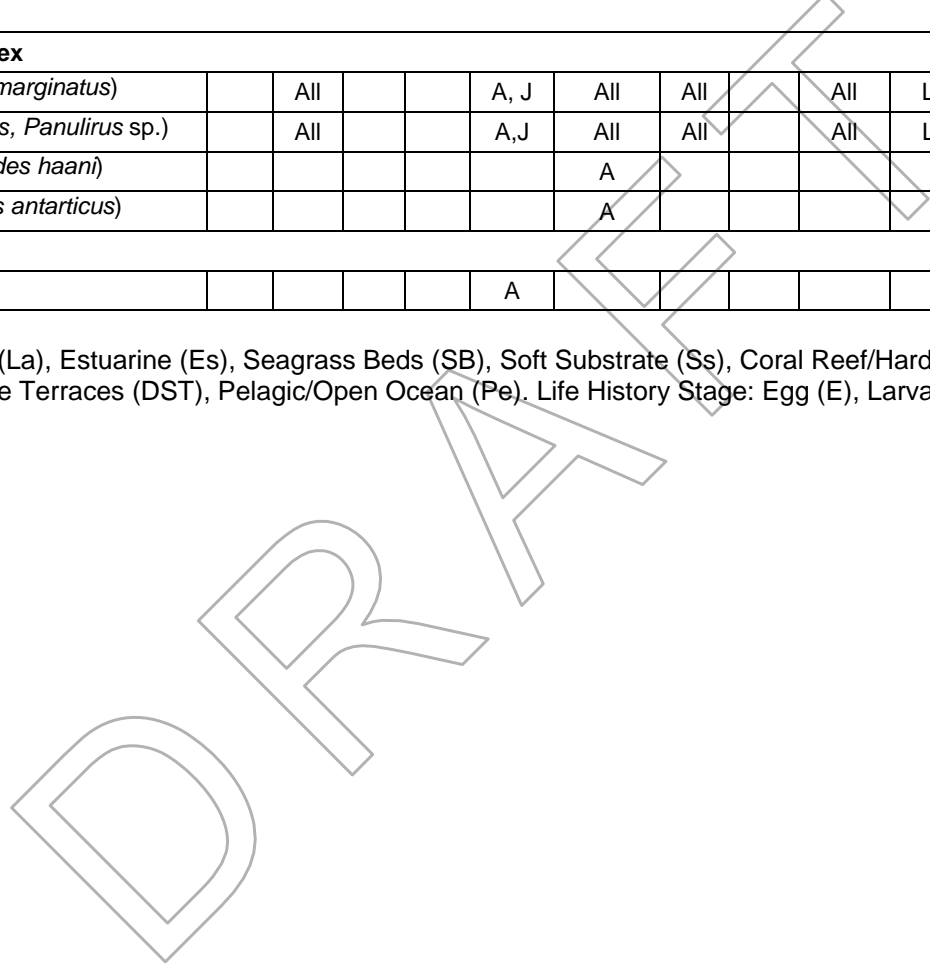 ex
marginatus) All A, J All All All L
s, Panulirus sp.) All A,J All All All L
des haani) A
s antarticus) A
A
(La), Estuarine (Es), Seagrass Beds (SB), Soft Substrate (Ss), Coral Reef/Hard
e Terraces (DST), Pelagic/Open Ocean (Pe). Life History Stage: Egg (E), Larva
DRAFT